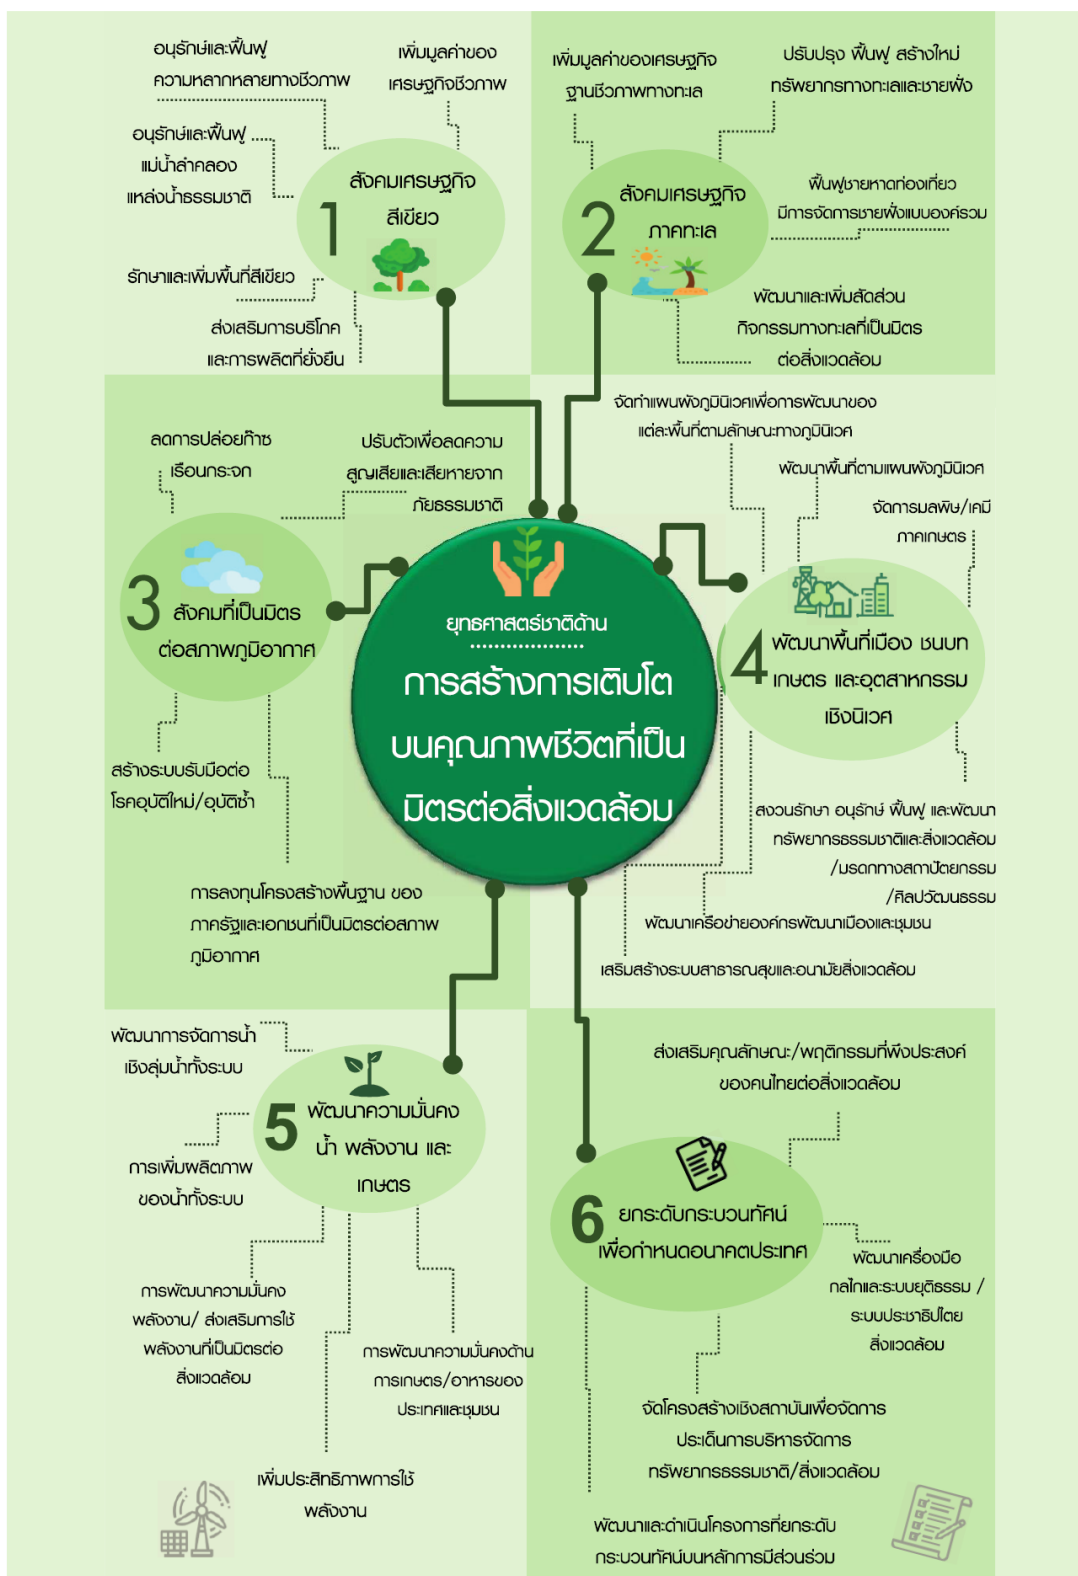 อนุรักษ์และฟื้นฟู
ความหลากหลายทางชีวภาพ
เพิ่มมูลค่าของ
เศรษฐกิจชีวภาพ
อนุรักษ์และฟื้นฟู
แม่น้ำลำคลอง
แหล่งน้ำธรรมชาติ
1
สังคมเศรษฐกิจ
สีเขียว
รักษาและเพิ่มพื้นที่สีเขียว
ส่งเสริมการบริโภค
และการผลิตที่ยั่งยืน
เพิ่มมูลค่าของเศรษฐกิจ
ฐานชีวภาพทางทะเล
ปรับปรุง ฟื้นฟู สร้างใหม่
ทรัพยากรทางทะเลและชายฝั่ง
2
สังคมเศรษฐกิจ
ภาคทะเล
ฟื้นฟูชายหาดท่องเที่ยว
มีการจัดการชายฝั่งแบบองค์รวม
พัฒนาและเพิ่มสัดส่วน
กิจกรรมทางทะเลที่เป็นมิตร
ต่อสิ่งแวดล้อม
ลดการปล่อยก๊าซ
เรือนกระจก
ปรับตัวเพื่อลดความ
สูญเสียและเสียหายจาก
ภัยธรรมชาติ
3
สังคมที่เป็นมิตร
ต่อสภาพภูมิอากาศ
สร้างระบบรับมือต่อ
โรคอุบัติใหม่/อุบัติซ้ำ
การลงทุนโครงสร้างพื้นฐาน ของ
ภาครัฐและเอกชนที่เป็นมิตรต่อสภาพ
ภูมิอากาศ
ยุทธศาสตร์ชาติด้าน
การสร้างการเติบโต
บนคุณภาพชีวิตที่เป็น
มิตรต่อสิ่งแวดล้อม
จัดทำแผนผังภูมินิเวศเพื่อการพัฒนาของ
แต่ละพื้นที่ตามลักษณะทางภูมินิเวศ
พัฒนาพื้นที่ตามแผนผังภูมินิเวศ
จัดการมลพิษ/เคมี
ภาคเกษตร
4
พัฒนาพื้นที่เมือง ชนบท
เกษตร และอุตสาหกรรม
เชิงนิเวศ
สงวนรักษา อนุรักษ์ ฟื้นฟู และพัฒนา
ทรัพยากรธรรมชาติและสิ่งแวดล้อม
/มรดกทางสถาปัตยกรรม
/ศิลปวัฒนธรรม
พัฒนาเครือข่ายองค์กรพัฒนาเมืองและชุมชน
เสริมสร้างระบบสาธารณสุขและอนามัยสิ่งแวดล้อม
พัฒนาการจัดการน้ำ
เชิงลุ่มน้ำทั้งระบบ
5
พัฒนาความมั่นคง
น้ำ พลังงาน และ
เกษตร
การเพิ่มผลิตภาพ
ของน้ำทั้งระบบ
การพัฒนาความมั่นคง
พลังงาน/ ส่งเสริมการใช้
พลังงานที่เป็นมิตรต่อ
สิ่งแวดล้อม
การพัฒนาความมั่นคงด้าน
การเกษตร/อาหารของ
ประเทศและชุมชน
เพิ่มประสิทธิภาพการใช้
พลังงาน
ส่งเสริมคุณลักษณะ/พฤติกรรมที่พึงประสงค์
ของคนไทยต่อสิ่งแวดล้อม
6
ยกระดับกระบวนทัศน์
เพื่อกำหนดอนาคตประเทศ
พัฒนาเครื่องมือ
กลไกและระบบยุติธรรม /
ระบบประชาธิปไตย
สิ่งแวดล้อม
จัดโครงสร้างเชิงสถาบันเพื่อจัดการ
ประเด็นการบริหารจัดการ
ทรัพยากรธรรมชาติ/สิ่งแวดล้อม
พัฒนาและดำเนินโครงการที่ยกระดับ
กระบวนทัศน์บนหลักการมีส่วนร่วม